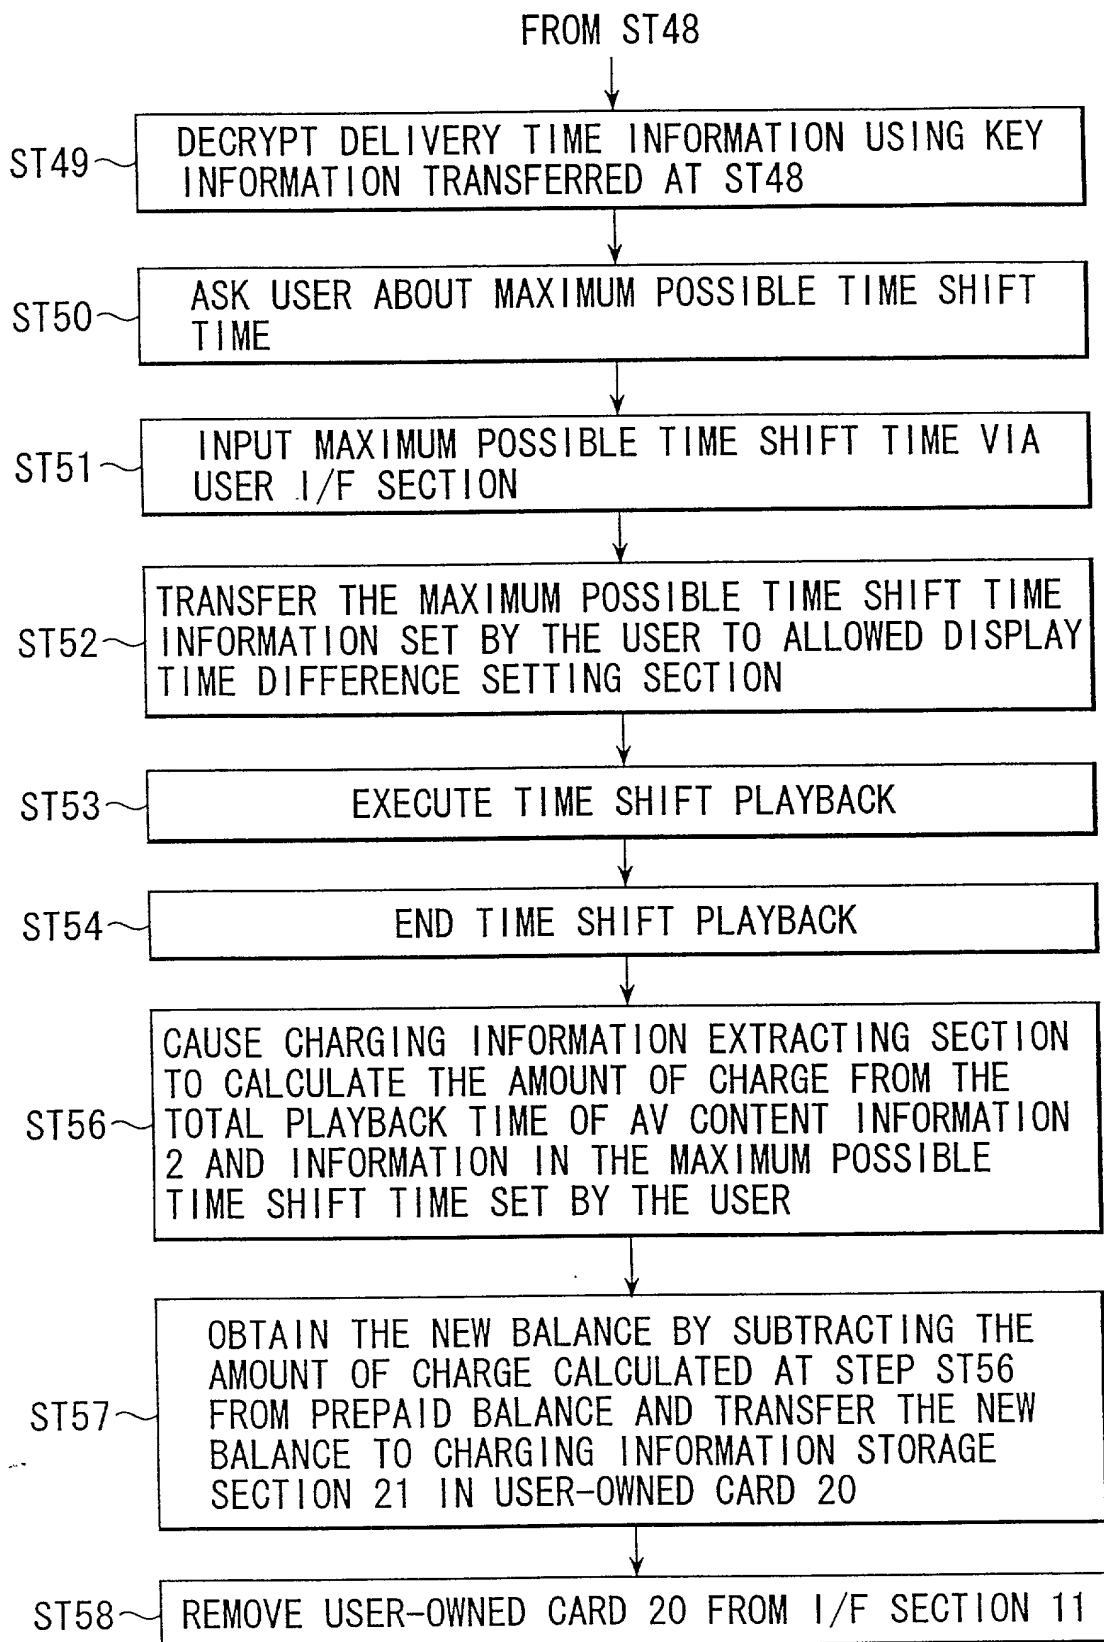 FROM ST48
ST49
DECRYPT DELIVERY TIME INFORMATION USING KEY
INFORMATION TRANSFERRED AT ST48
ST50
ASK USER ABOUT MAXIMUM POSSIBLE TIME SHIFT
TIME
ST51
INPUT MAXIMUM POSSIBLE TIME SHIFT TIME VIA
USER I/F SECTION
ST52
TRANSFER THE MAXIMUM POSSIBLE TIME SHIFT TIME
INFORMATION SET BY THE USER TO ALLOWED DISPLAY
TIME DIFFERENCE SETTING SECTION
ST53
EXECUTE TIME SHIFT PLAYBACK
ST54
END TIME SHIFT PLAYBACK
ST56
CAUSE CHARGING INFORMATION EXTRACTING SECTION
TO CALCULATE THE AMOUNT OF CHARGE FROM THE
TOTAL PLAYBACK TIME OF AV CONTENT INFORMATION
2 AND INFORMATION IN THE MAXIMUM POSSIBLE
TIME SHIFT TIME SET BY THE USER
ST57
OBTAIN THE NEW BALANCE BY SUBTRACTING THE
AMOUNT OF CHARGE CALCULATED AT STEP ST56
FROM PREPAID BALANCE AND TRANSFER THE NEW
BALANCE TO CHARGING INFORMATION STORAGE
SECTION 21 IN USER-OWNED CARD 20
ST58
REMOVE USER-OWNED CARD 20 FROM I/F SECTION 11